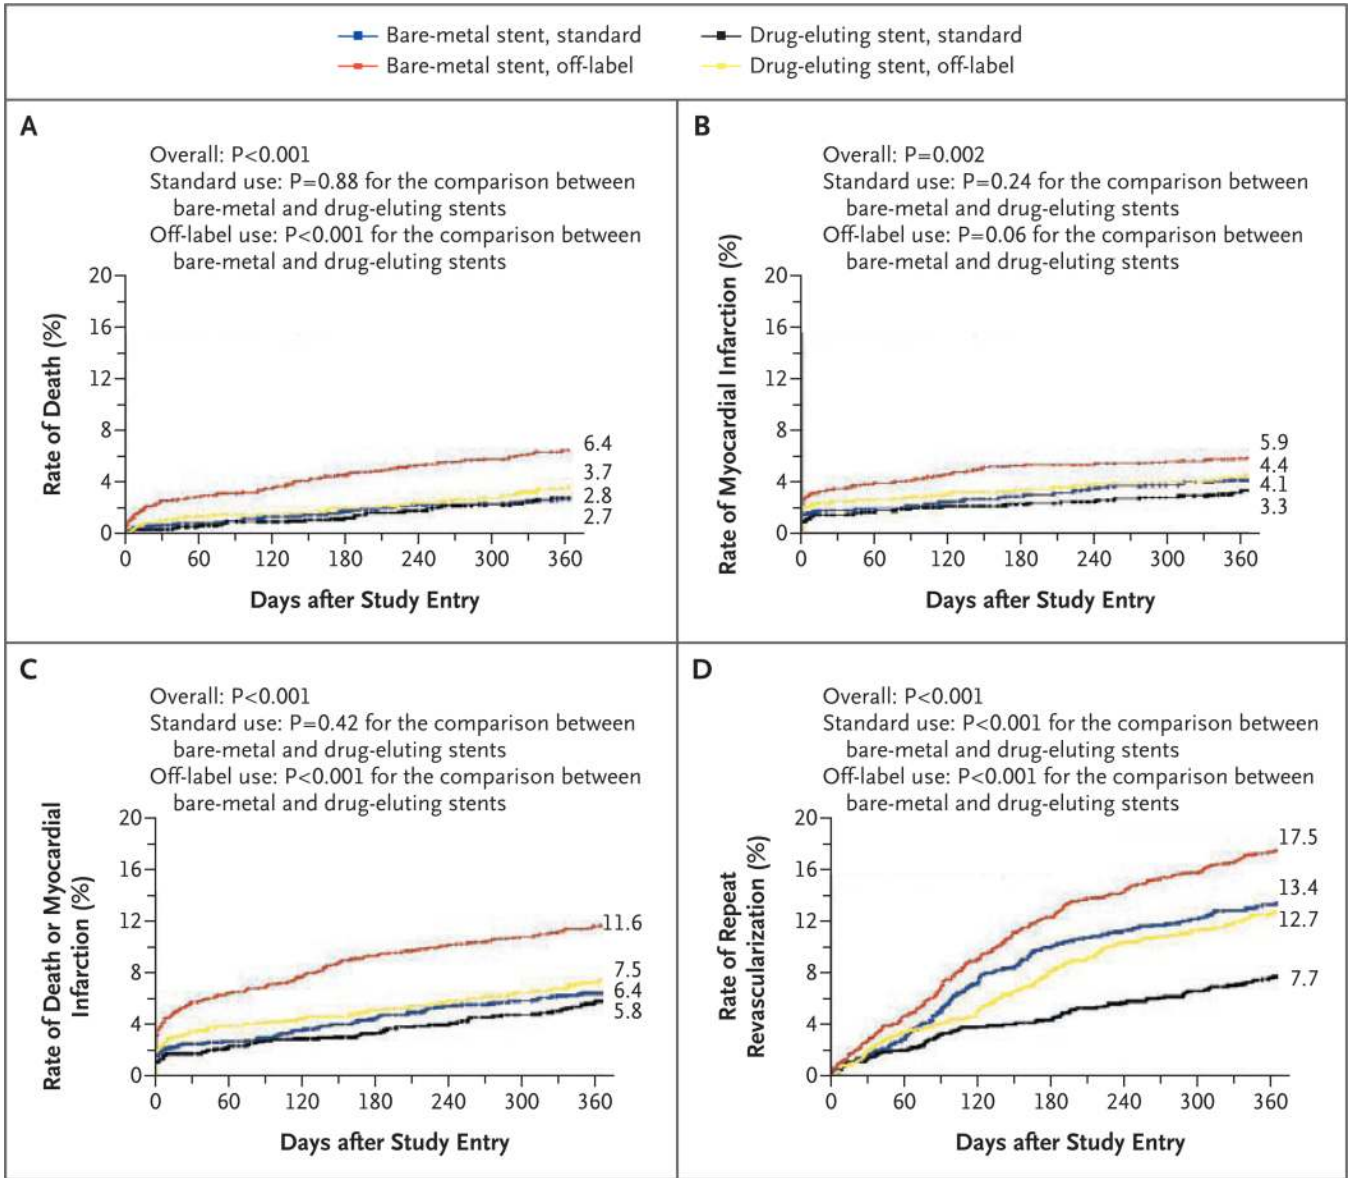 Bare-metal stent, standard
Drug-eluting stent, standard
Bare-metal stent, off-label
Drug-eluting stent, off-label
A
Overall: P<0.001
Standard use: P=0.88 for the comparison between
bare-metal and drug-eluting stents
Off-label use: P<0.001 for the comparison between
bare-metal and drug-eluting stents
Rate of Death (%)
20
16
12
8
4
0
6.4
3.7
2.8
2.7
0 60 120 180 240 300 360
Days after Study Entry
B
Overall: P=0.002
Standard use: P=0.24 for the comparison between
bare-metal and drug-eluting stents
Off-label use: P=0.06 for the comparison between
bare-metal and drug-eluting stents
Rate of Myocardial Infarction (%)
20
16
12
8
4
0
5.9
4.4
4.1
3.3
0 60 120 180 240 300 360
Days after Study Entry
C
Overall: P<0.001
Standard use: P=0.42 for the comparison between
bare-metal and drug-eluting stents
Off-label use: P<0.001 for the comparison between
bare-metal and drug-eluting stents
Rate of Death or Myocardial
Infarction (%)
20
16
12
8
4
0
11.6
7.5
6.4
5.8
0 60 120 180 240 300 360
Days after Study Entry
D
Overall: P<0.001
Standard use: P<0.001 for the comparison between
bare-metal and drug-eluting stents
Off-label use: P<0.001 for the comparison between
bare-metal and drug-eluting stents
Rate of Repeat
Revascularization (%)
20
16
12
8
4
0
17.5
13.4
12.7
7.7
0 60 120 180 240 300 360
Days after Study Entry